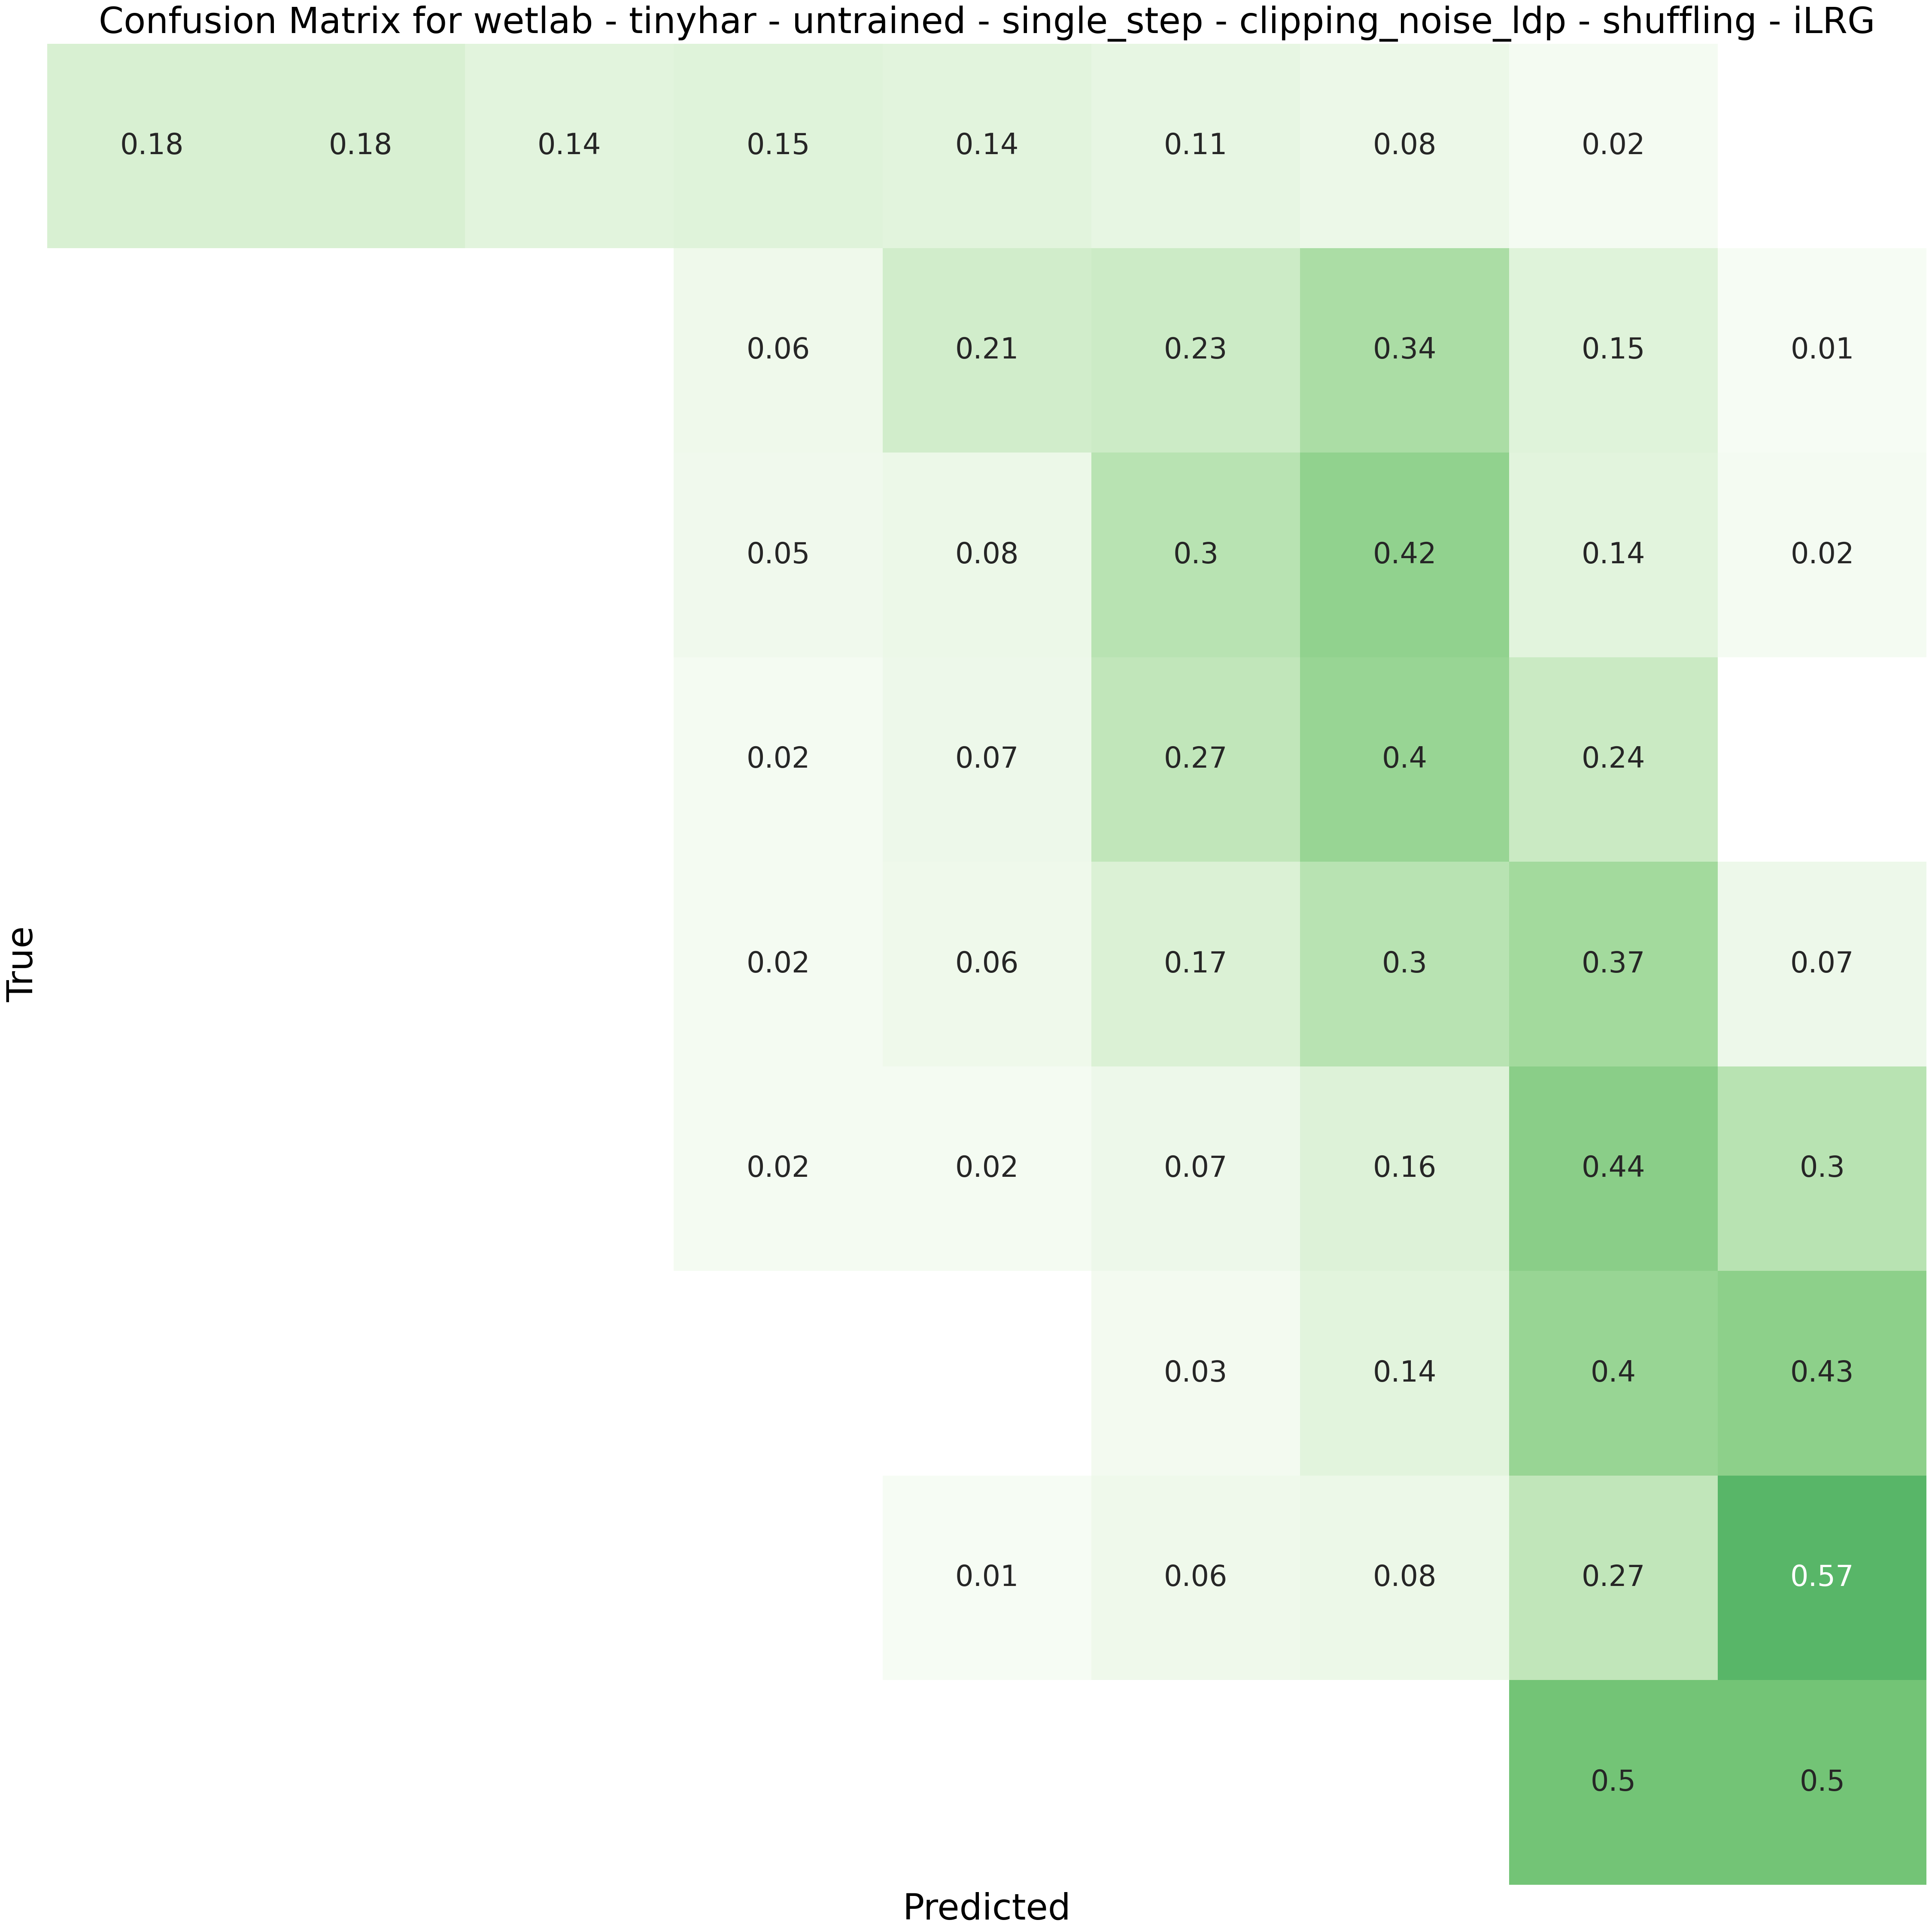 Confusion Matrix for wetlab - tinyhar - untrained - single_step - clipping_noise_ldp - shuffling - iLRG
0.18 0.18 0.14 0.15 0.14 0.11 0.08 0.02
0.06 0.21 0.23 0.34 0.15 0.01
0.05 0.08 0.3 0.42 0.14 0.02
0.02 0.07 0.27 0.4 0.24
0.02 0.06 0.17 0.3 0.37 0.07
0.02 0.02 0.07 0.16 0.44 0.3
0.03 0.14 0.4 0.43
0.01 0.06 0.08 0.27 0.57
0.5 0.5
True
Predicted